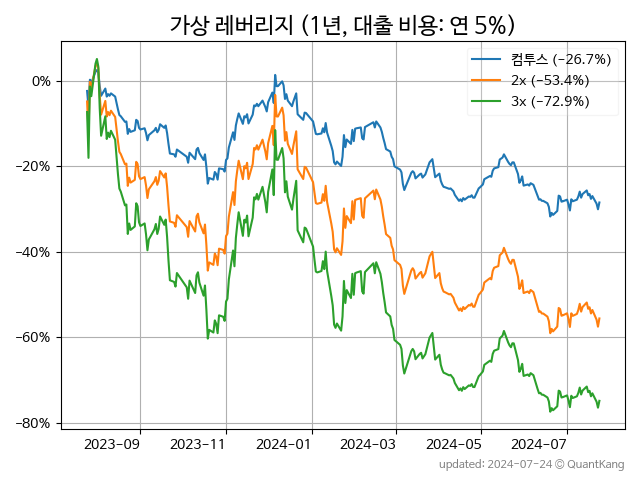 가상 레버리지 (1년, 대출 비용: 연 5%)
컴투스 (−26.7%)
2x (−53.4%)
3x (−72.9%)
0%
−20%
−40%
−60%
−80%
2023-09 2023-11 2024-01 2024-03 2024-05 2024-07
updated: 2024-07-24 © QuantKang